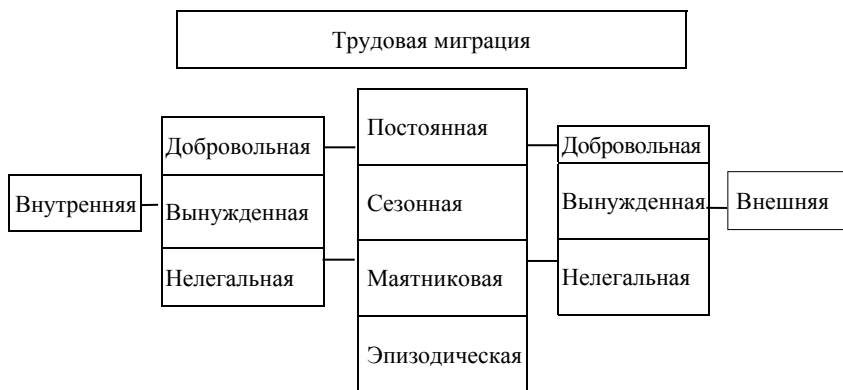 Трудовая миграция
Внутренняя
Добровольная
Вынужденная
Нелегальная
Постоянная
Сезонная
Маятниковая
Эпизодическая
Добровольная
Вынужденная
Нелегальная
Внешняя